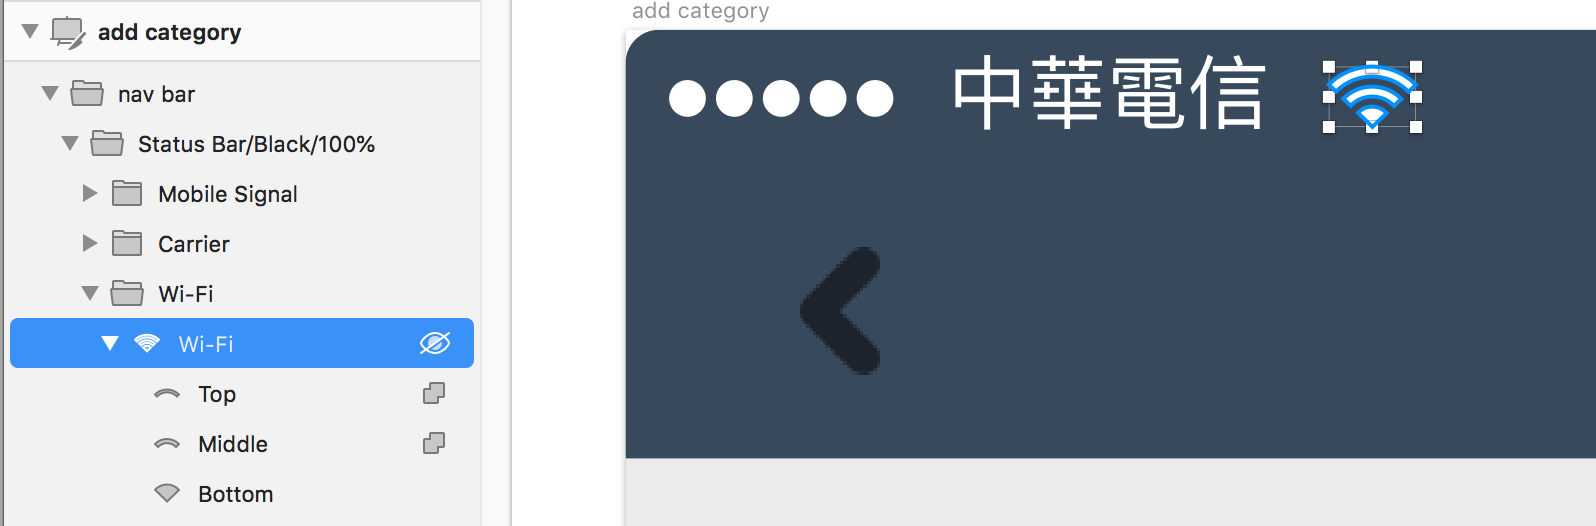 add category
nav bar
Status Bar/Black/100%
Mobile Signal
Carrier
Wi-Fi
Wi-Fi
Top
Middle
Bottom
add category
中華電信